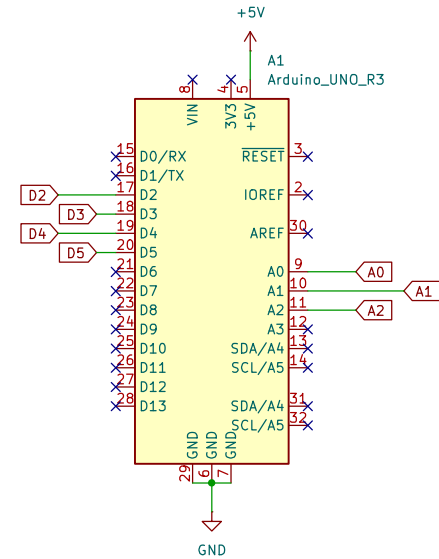 +5V
A1
Arduino_UNO_R3
8 4 5
VIN 3V3 +5V
15 D0/RX RESET 3
16 D1/TX
D2 17 D2 IOREF 2
D3 18 D3
D4 19 D4 AREF 30
D5 20 D5
21 D6 A0 9 A0
22 D7 A1 10 A1
23 D8 A2 11 A2
24 D9 A3 12
25 D10 SDA/A4 13
26 D11 SCL/A5 14
27 D12
28 D13 SDA/A4 31
SCL/A5 32
GND GND GND
29 6 7
GND